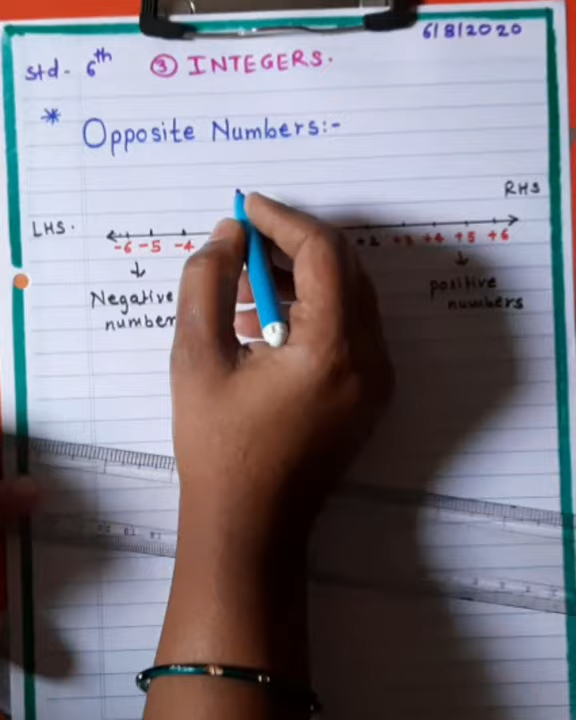 6/8/2020
Std- 6th ③ INTEGERS.
* Opposite Numbers:-
RHS
LHS.
-6 -5 -4 +2 +3 +4 +5 +6
↓ ↓
Negative positive
number numbers